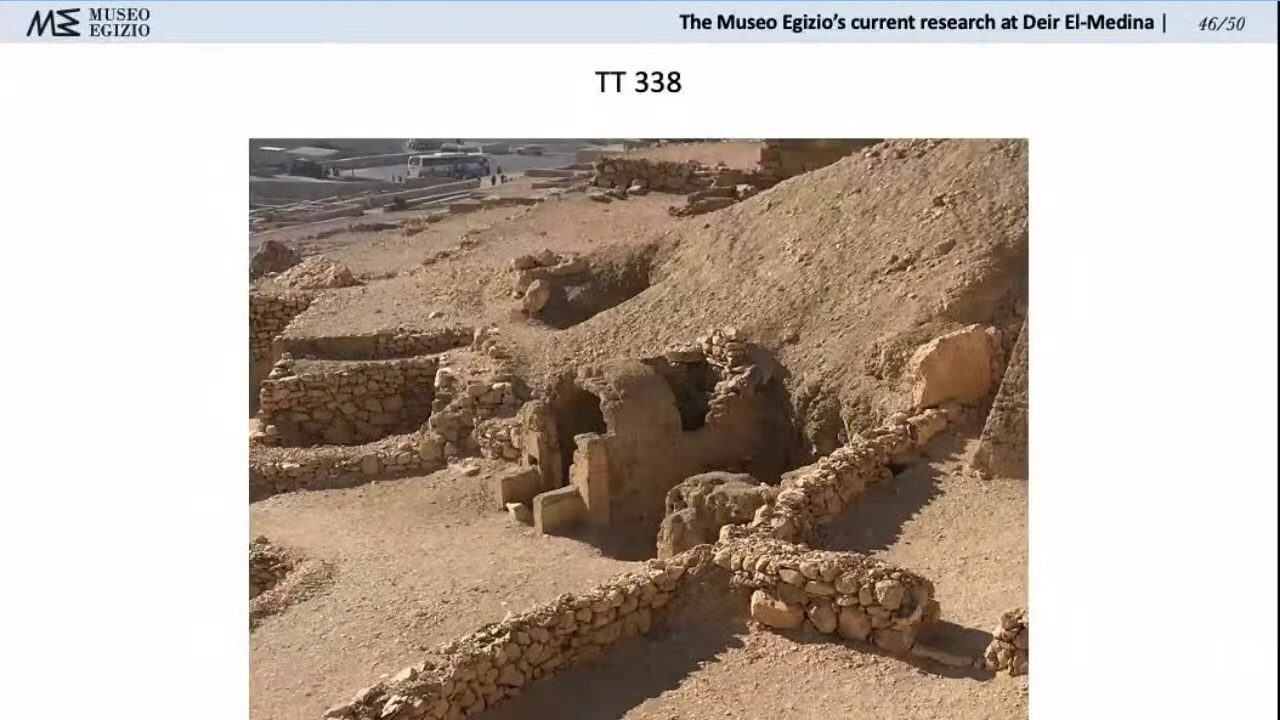 MUSEO
EGIZIO
The Museo Egizio's current research at Deir El-Medina | 46/50
TT 338